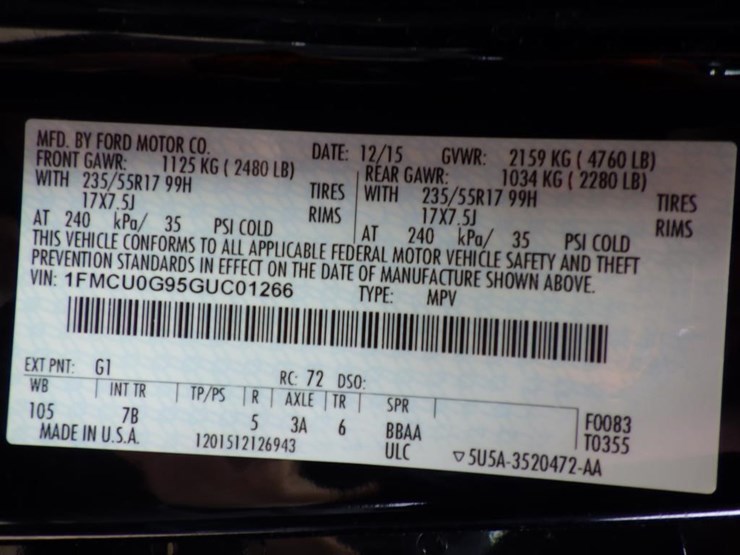 MFD. BY FORD MOTOR CO. DATE: 12/15 GVWR: 2159 KG ( 4760 LB)
FRONT GAWR: 1125 KG ( 2480 LB) REAR GAWR: 1034 KG ( 2280 LB)
WITH 235/55R17 99H TIRES WITH 235/55R17 99H TIRES
17X7.5J RIMS 17X7.5J RIMS
AT 240 kPa/ 35 PSI COLD AT 240 kPa/ 35 PSI COLD
THIS VEHICLE CONFORMS TO ALL APPLICABLE FEDERAL MOTOR VEHICLE SAFETY AND THEFT
PREVENTION STANDARDS IN EFFECT ON THE DATE OF MANUFACTURE SHOWN ABOVE.
VIN: 1FMCU0G95GUC01266 TYPE: MPV
EXT PNT: G1 RC: 72 DSO:
WB INT TR TP/PS R AXLE TR SPR
105 7B 5 3A 6 BBAA F0083
T0355
MADE IN U.S.A. 1201512126943 ULC ▽5U5A-3520472-AA